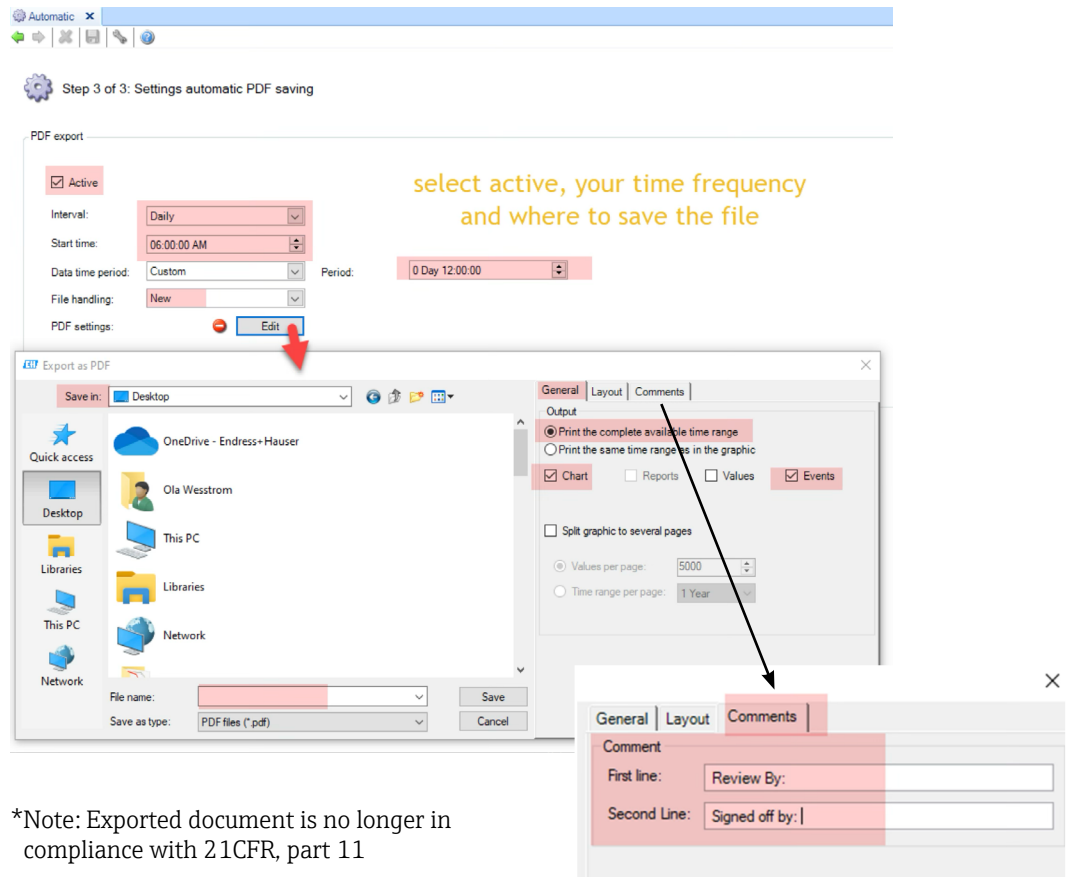 Automatic
Step 3 of 3: Settings automatic PDF saving
PDF export
Active
select active, your time frequency
and where to save the file
Interval: Daily
Start time: 06:00:00 AM
Data time period: Custom Period: 0 Day 12:00:00
File handling: New
PDF settings: Edit
Export as PDF
Save in: Desktop
Quick access
Desktop
Libraries
This PC
Network
OneDrive - Endress+Hauser
Ola Wesstrom
This PC
Libraries
Network
File name: Save
Save as type: PDF files (*.pdf) Cancel
General Layout Comments
Output
Print the complete available time range
Print the same time range as in the graphic
Chart Reports Values Events
Split graphic to several pages
Values per page: 5000
Time range per page: 1 Year
General Layout Comments
Comment
First line: Review By:
Second Line: Signed off by:
*Note: Exported document is no longer in
compliance with 21CFR, part 11